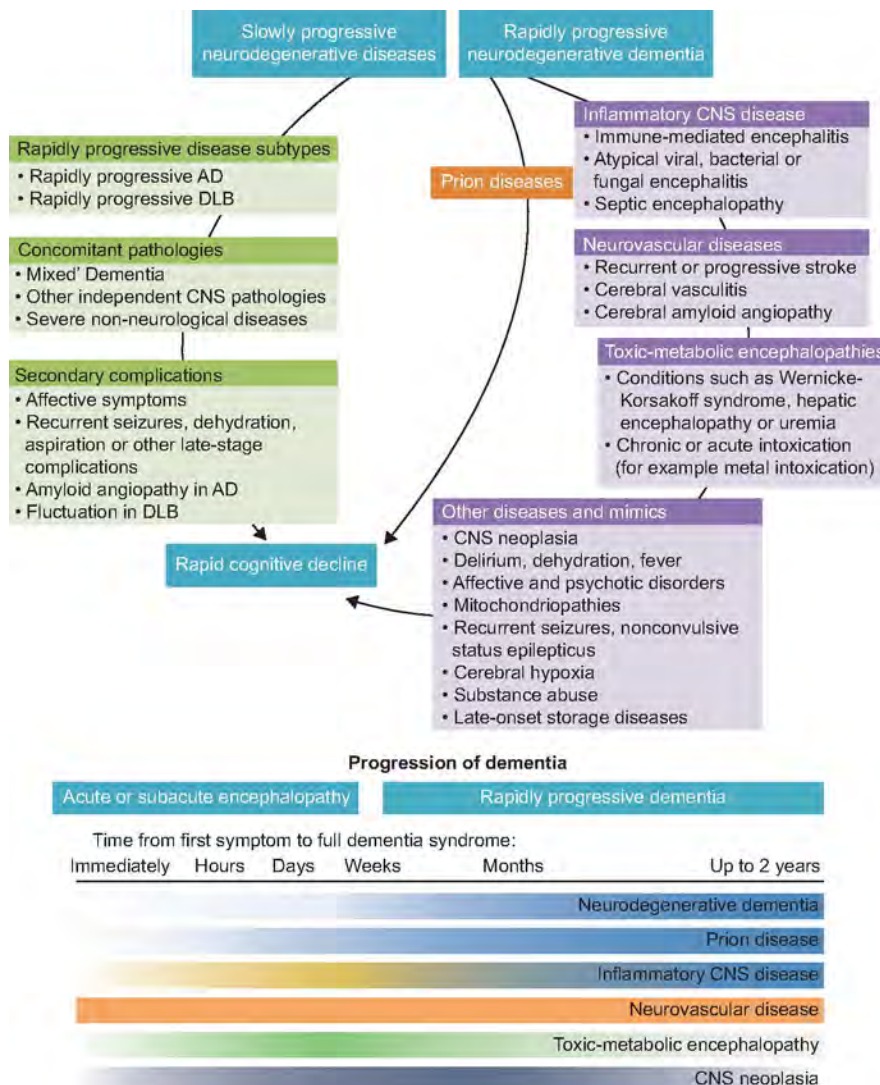 Slowly progressive
neurodegenerative diseases
Rapidly progressive
neurodegenerative dementia
Rapidly progressive disease subtypes
• Rapidly progressive AD
• Rapidly progressive DLB
Concomitant pathologies
• Mixed’ Dementia
• Other independent CNS pathologies
• Severe non-neurological diseases
Secondary complications
• Affective symptoms
• Recurrent seizures, dehydration,
aspiration or other late-stage
complications
• Amyloid angiopathy in AD
• Fluctuation in DLB
Prion diseases
Inflammatory CNS disease
• Immune-mediated encephalitis
• Atypical viral, bacterial or
fungal encephalitis
• Septic encephalopathy
Neurovascular diseases
• Recurrent or progressive stroke
• Cerebral vasculitis
• Cerebral amyloid angiopathy
Toxic-metabolic encephalopathies
• Conditions such as Wernicke-
Korsakoff syndrome, hepatic
encephalopathy or uremia
• Chronic or acute intoxication
(for example metal intoxication)
Other diseases and mimics
• CNS neoplasia
• Delirium, dehydration, fever
• Affective and psychotic disorders
• Mitochondriopathies
• Recurrent seizures, nonconvulsive
status epilepticus
• Cerebral hypoxia
• Substance abuse
• Late-onset storage diseases
Rapid cognitive decline
Progression of dementia
Acute or subacute encephalopathy
Rapidly progressive dementia
Time from first symptom to full dementia syndrome:
Immediately Hours Days Weeks Months Up to 2 years
Neurodegenerative dementia
Prion disease
Inflammatory CNS disease
Neurovascular disease
Toxic-metabolic encephalopathy
CNS neoplasia